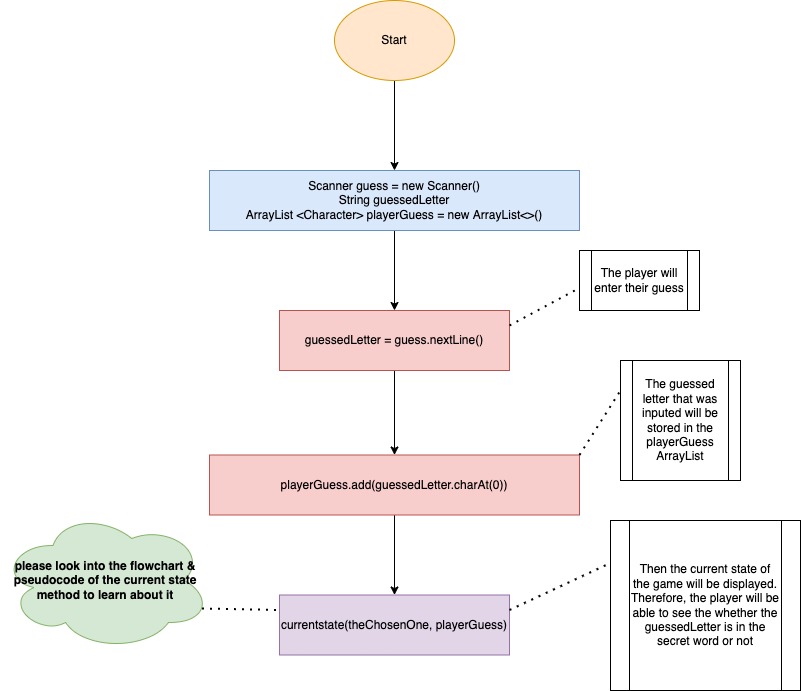 Start
Scanner guess = new Scanner()
String guessedLetter
ArrayList <Character> playerGuess = new ArrayList<>()
The player will
enter their guess
guessedLetter = guess.nextLine()
The guessed
letter that was
inputed will be
stored in the
playerGuess
ArrayList
playerGuess.add(guessedLetter.charAt(0))
please look into the flowchart &
pseudocode of the current state
method to learn about it
currentstate(theChosenOne, playerGuess)
Then the current state of
the game will be displayed.
Therefore, the player will be
able to see the whether the
guessedLetter is in the
secret word or not